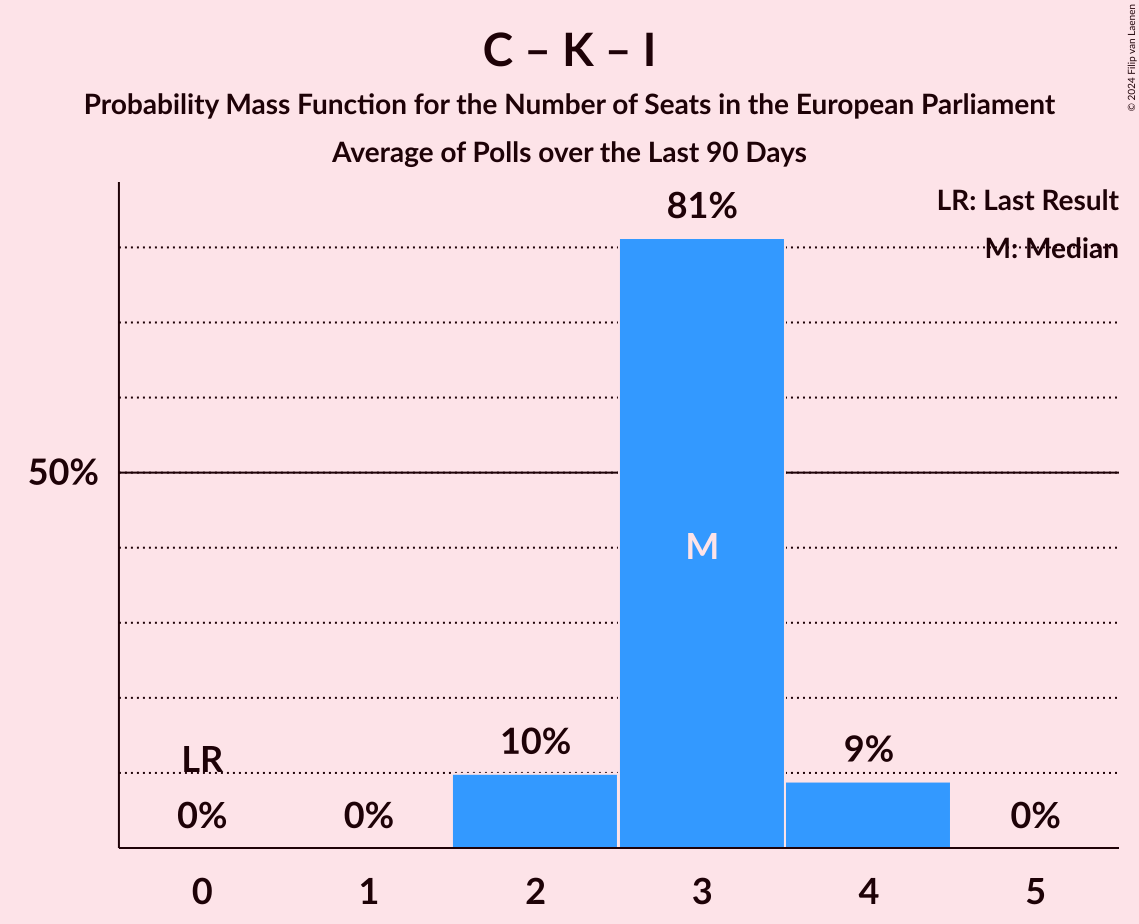 C – K – I
Probability Mass Function for the Number of Seats in the European Parliament
Average of Polls over the Last 90 Days
© 2024 Filip van Laenen
LR: Last Result
M: Median
81%
50%
M
10%
LR
9%
0%
0%
0%
0
1
2
3
4
5